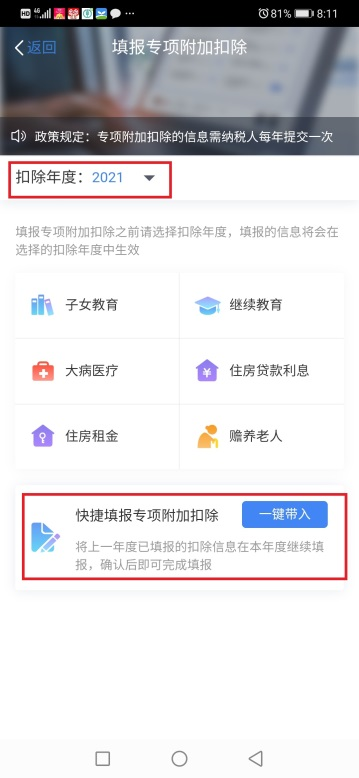 HD 4G 81% 8:11
返回 填报专项附加扣除
政策规定：专项附加扣除的信息需纳税人每年提交一次
扣除年度：2021
填报专项附加扣除之前请选择扣除年度，填报的信息将会在
选择的扣除年度中生效
子女教育 继续教育
大病医疗 住房贷款利息
住房租金 赡养老人
快捷填报专项附加扣除 一键带入
将上一年度已填报的扣除信息在本年度继续填
报，确认后即可完成填报